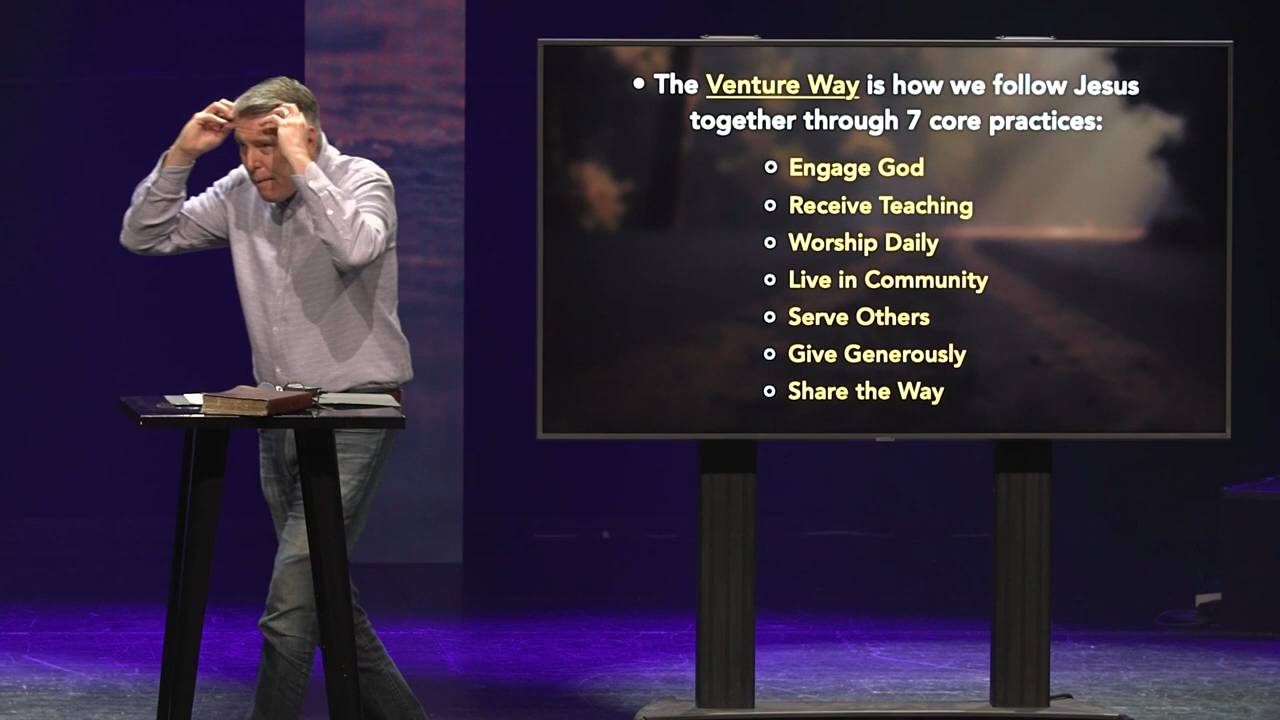 • The Venture Way is how we follow Jesus
together through 7 core practices:
Engage God
Receive Teaching
Worship Daily
Live in Community
Serve Others
Give Generously
Share the Way